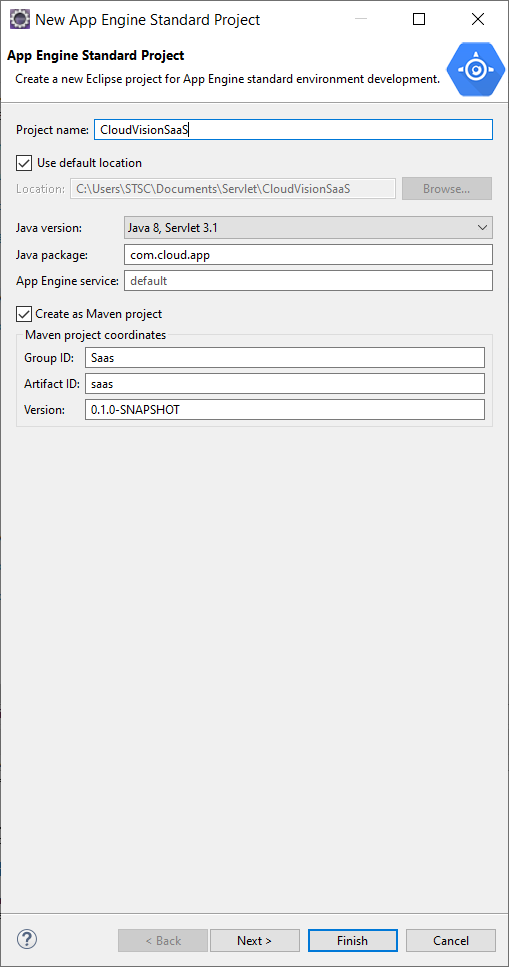 New App Engine Standard Project
App Engine Standard Project
Create a new Eclipse project for App Engine standard environment development.
Project name: CloudVisionSaaS
Use default location
Location: C:\Users\STSC\Documents\Servlet\CloudVisionSaaS Browse...
Java version: Java 8, Servlet 3.1
Java package: com.cloud.app
App Engine service: default
Create as Maven project
Maven project coordinates
Group ID: Saas
Artifact ID: saas
Version: 0.1.0-SNAPSHOT
? < Back Next > Finish Cancel